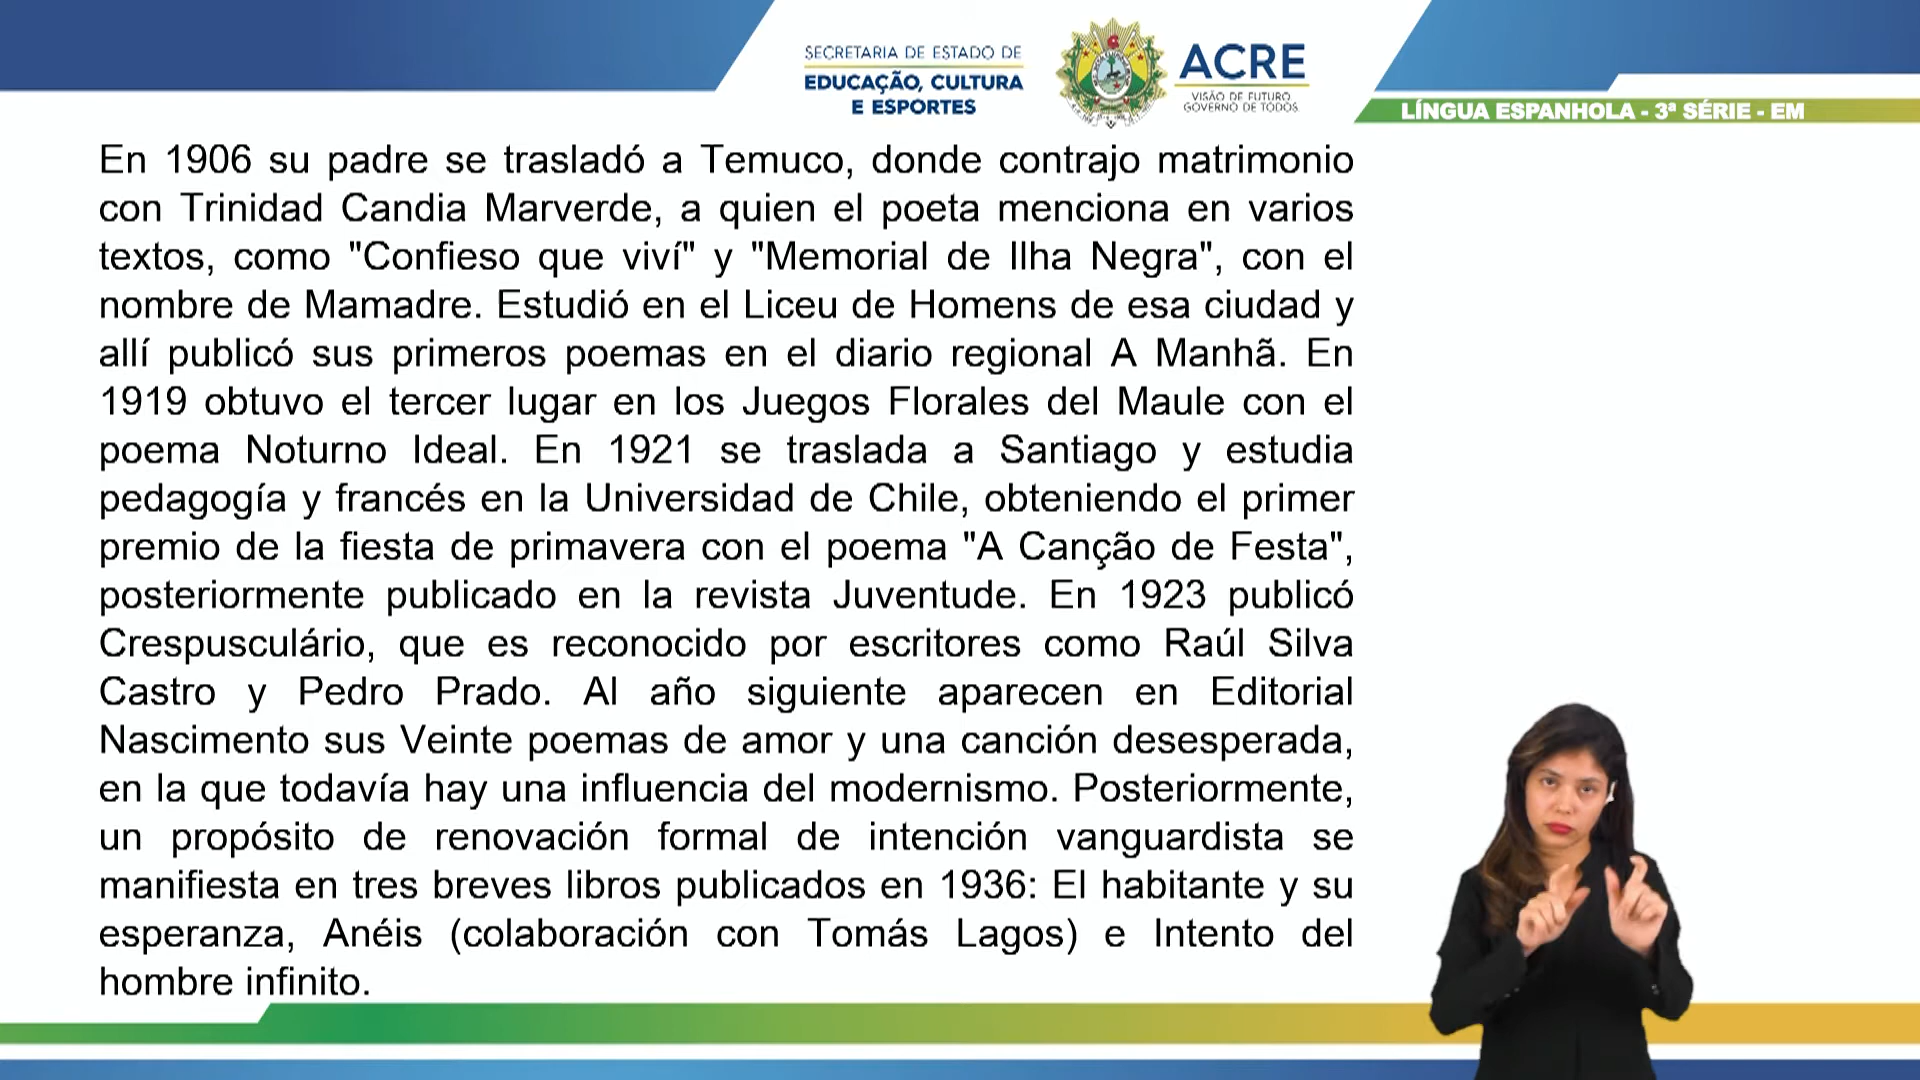 SECRETARIA DE ESTADO DE
EDUCAÇÃO, CULTURA
E ESPORTES
ACRE
VISÃO DE FUTURO
GOVERNO DE TODOS
LÍNGUA ESPANHOLA - 3ª SÉRIE - EM
En 1906 su padre se trasladó a Temuco, donde contrajo matrimonio
con Trinidad Candia Marverde, a quien el poeta menciona en varios
textos, como "Confieso que viví" y "Memorial de Ilha Negra", con el
nombre de Mamadre. Estudió en el Liceu de Homens de esa ciudad y
allí publicó sus primeros poemas en el diario regional A Manhã. En
1919 obtuvo el tercer lugar en los Juegos Florales del Maule con el
poema Noturno Ideal. En 1921 se traslada a Santiago y estudia
pedagogía y francés en la Universidad de Chile, obteniendo el primer
premio de la fiesta de primavera con el poema "A Canção de Festa",
posteriormente publicado en la revista Juventude. En 1923 publicó
Crespusculário, que es reconocido por escritores como Raúl Silva
Castro y Pedro Prado. Al año siguiente aparecen en Editorial
Nascimento sus Veinte poemas de amor y una canción desesperada,
en la que todavía hay una influencia del modernismo. Posteriormente,
un propósito de renovación formal de intención vanguardista se
manifiesta en tres breves libros publicados en 1936: El habitante y su
esperanza, Anéis (colaboración con Tomás Lagos) e Intento del
hombre infinito.